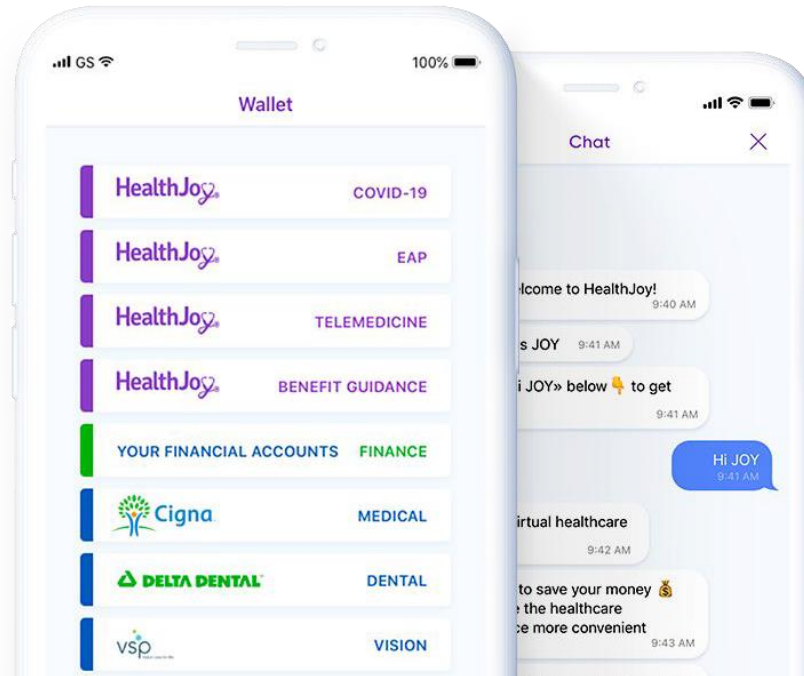 GS 100%
Wallet
HealthJoy® COVID-19
HealthJoy® EAP
HealthJoy® TELEMEDICINE
HealthJoy® BENEFIT GUIDANCE
YOUR FINANCIAL ACCOUNTS FINANCE
Cigna MEDICAL
DELTA DENTAL DENTAL
vsp VISION
Chat
lcome to HealthJoy!
9:40 AM
s JOY 9:41 AM
i JOY» below 👇 to get
9:41 AM
Hi JOY
9:41 AM
irtual healthcare
9:42 AM
to save your money 💰
the healthcare
ce more convenient
9:43 AM